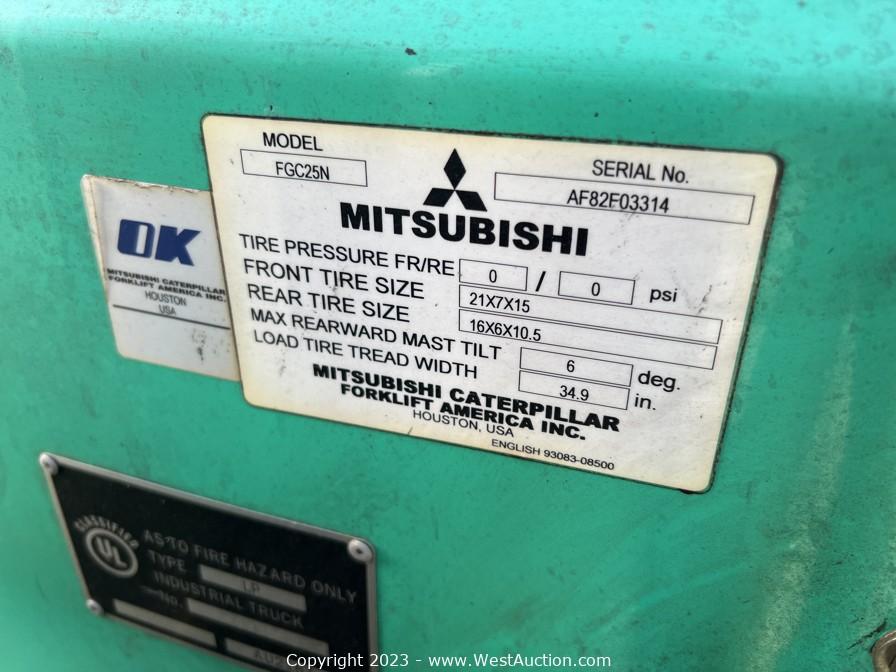 MODEL
FGC25N
SERIAL No.
AF82F03314
MITSUBISHI
TIRE PRESSURE FR/RE 0 / 0 psi
FRONT TIRE SIZE 21X7X15
REAR TIRE SIZE 16X6X10.5
MAX REARWARD MAST TILT 6 deg.
LOAD TIRE TREAD WIDTH 34.9 in.
MITSUBISHI CATERPILLAR
FORKLIFT AMERICA INC.
HOUSTON, USA
ENGLISH 93083-08500
OK
MITSUBISHI CATERPILLAR
FORKLIFT AMERICA INC.
HOUSTON
USA
CLASSIFIED
UL
AS TO FIRE HAZARD ONLY
TYPE LP
INDUSTRIAL TRUCK
No.
Copyright © 2023 - www.WestAuction.com